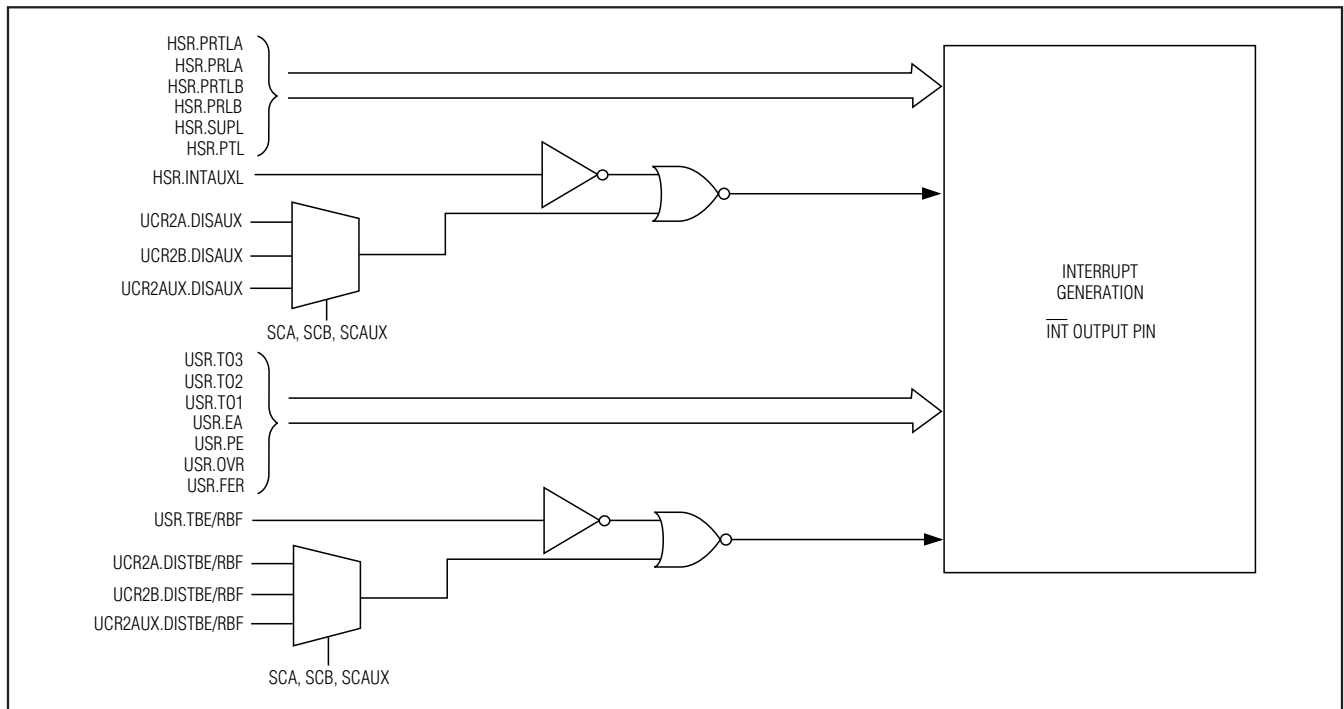 HSR.PRTLA
HSR.PRLA
HSR.PRTLB
HSR.PRLB
HSR.SUPL
HSR.PTL
HSR.INTAUXL
UCR2A.DISAUX
UCR2B.DISAUX
UCR2AUX.DISAUX
SCA, SCB, SCAUX
USR.TO3
USR.TO2
USR.TO1
USR.EA
USR.PE
USR.OVR
USR.FER
USR.TBE/RBF
UCR2A.DISTBE/RBF
UCR2B.DISTBE/RBF
UCR2AUX.DISTBE/RBF
SCA, SCB, SCAUX
INTERRUPT
GENERATION
INT OUTPUT PIN